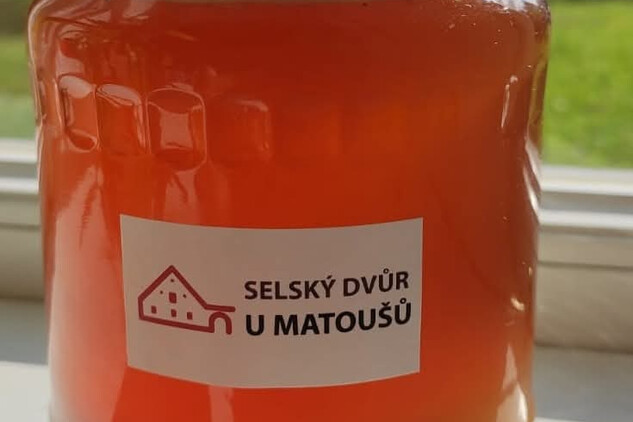 SELSKÝ DVŮR
U MATOUŠŮ